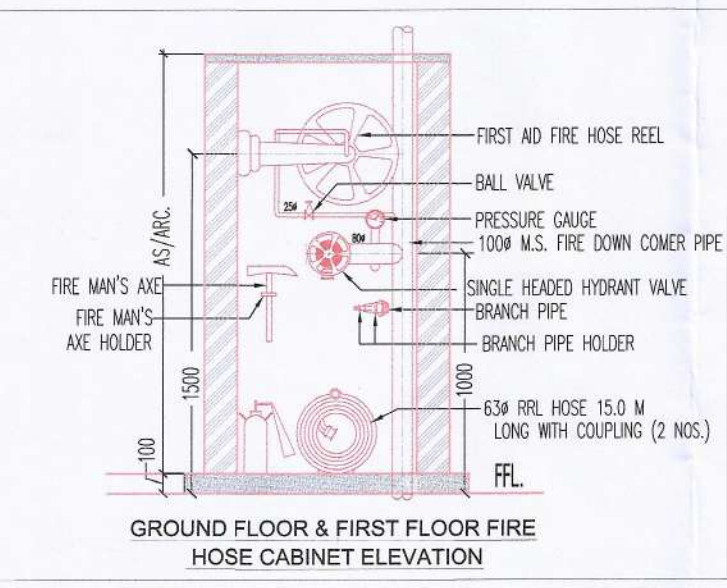 FIRST AID FIRE HOSE REEL
BALL VALVE
25ø
PRESSURE GAUGE
80ø
100ø M.S. FIRE DOWN COMER PIPE
AS/ARC.
FIRE MAN'S AXE
SINGLE HEADED HYDRANT VALVE
FIRE MAN'S
AXE HOLDER
BRANCH PIPE
BRANCH PIPE HOLDER
1500
1000
63ø RRL HOSE 15.0 M
LONG WITH COUPLING (2 NOS.)
100
FFL.
GROUND FLOOR & FIRST FLOOR FIRE
HOSE CABINET ELEVATION